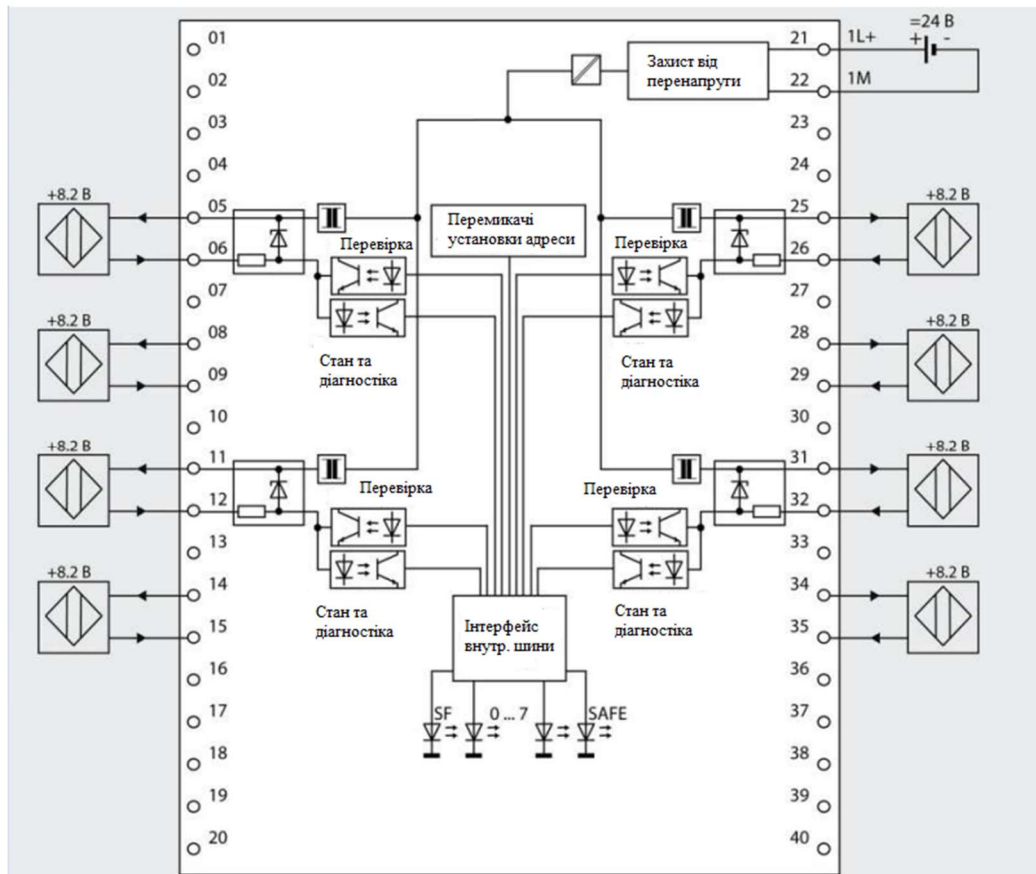 =24 В
+ -
01
21
1L+
Захист від
перенапруги
02
22
1M
03
23
04
24
+8.2 В
05
25
+8.2 В
Перемикачі
установки адреси
Перевірка
Перевірка
06
26
07
27
+8.2 В
08
28
+8.2 В
Стан та
діагностіка
Стан та
діагностіка
09
29
10
30
+8.2 В
11
31
+8.2 В
Перевірка
Перевірка
12
32
13
33
+8.2 В
14
34
+8.2 В
Стан та
діагностіка
Стан та
діагностіка
Інтерфейс
внутр. шини
15
35
16
36
SF
0 ... 7
SAFE
17
37
18
38
19
39
20
40